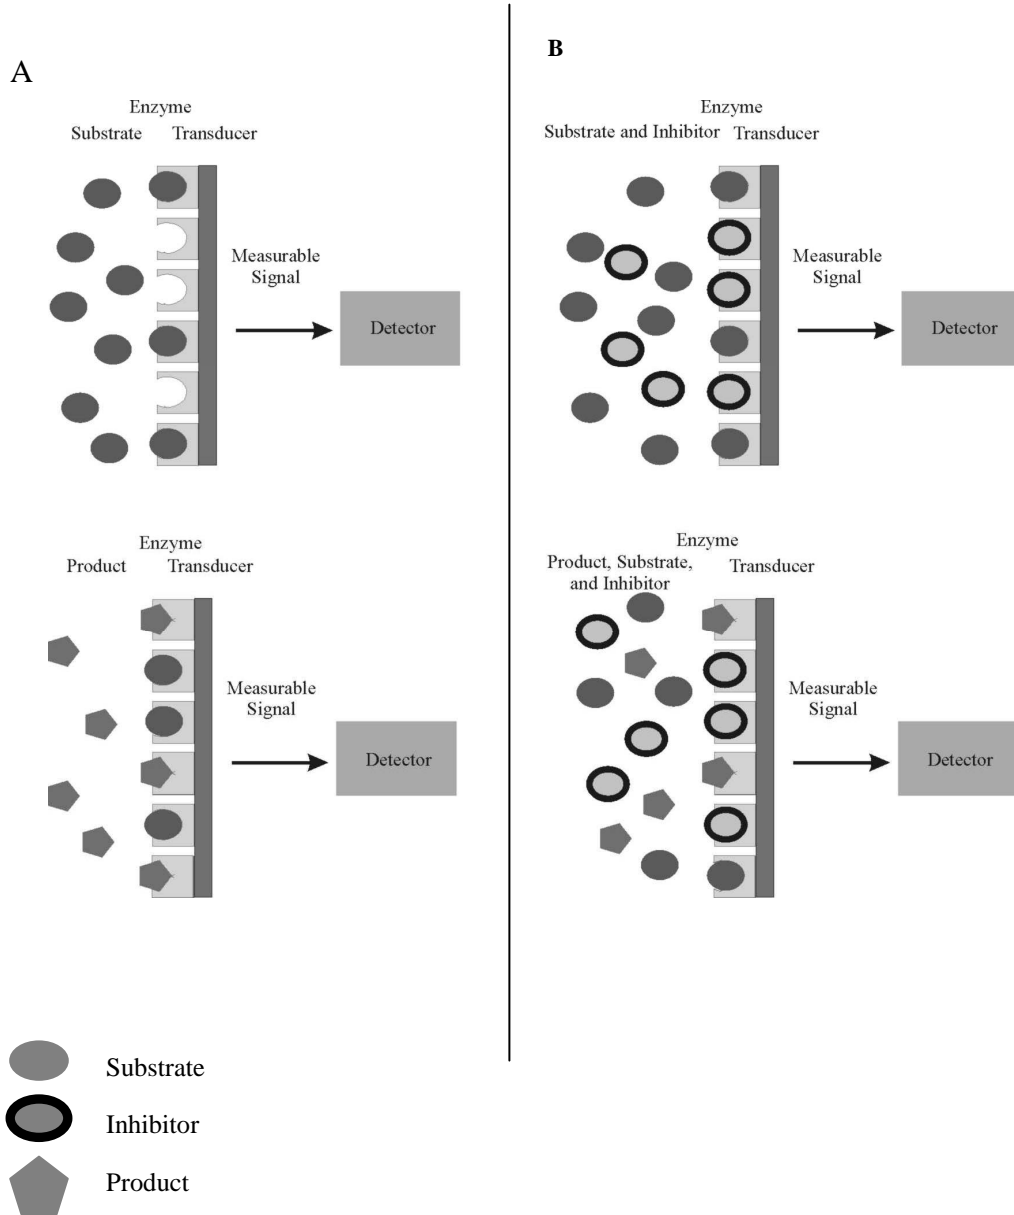 A
Enzyme
Substrate Transducer
Measurable
Signal
Detector
Enzyme
Product Transducer
Measurable
Signal
Detector
B
Enzyme
Substrate and Inhibitor Transducer
Measurable
Signal
Detector
Enzyme
Product, Substrate, Transducer
and Inhibitor
Measurable
Signal
Detector
Substrate
Inhibitor
Product